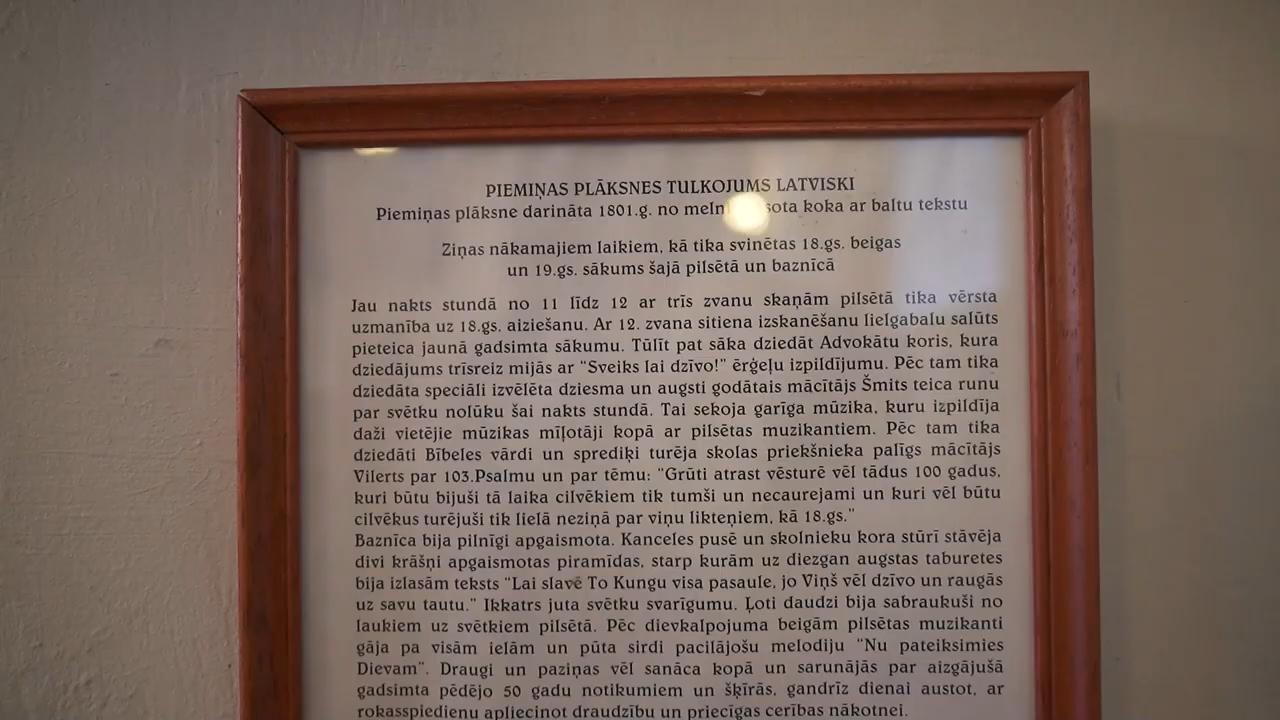 PIEMIŅAS PLĀKSNES TULKOJUMS LATVISKI
Piemiņas plāksne darināta 1801.g. no koka ar baltu tekstu
Ziņas nākamajiem laikiem, kā tika svinētas 18.gs. beigas
un 19.gs. sākums šajā pilsētā un baznīcā
Jau nakts stundā no 11 līdz 12 ar trīs zvanu skaņām pilsētā tika vērsta
uzmanība uz 18.gs. aiziešanu. Ar 12. zvana sitiena izskanēšanu lielgabalu salūts
pieteica jaunā gadsimta sākumu. Tūlīt pat sāka dziedāt Advokātu koris, kura
dziedājums trīsreiz mijās ar "Sveiks lai dzīvo!" ērģeļu izpildījumu. Pēc tam tika
dziedāta speciāli izvēlēta dziesma un augsti godātais mācītājs Šmits teica runu
par svētku nolūku šai nakts stundā. Tai sekoja garīga mūzika, kuru izpildīja
daži vietējie mūzikas mīļotāji kopā ar pilsētas muzikantiem. Pēc tam tika
dziedāti Bībeles vārdi un sprediķi turēja skolas priekšnieka palīgs mācītājs
Vilerts par 103.Psalmu un par tēmu: "Grūti atrast vēsturē vēl tādus 100 gadus,
kuri būtu bijuši tā laika cilvēkiem tik tumši un necaurejami un kuri vēl būtu
cilvēkus turējuši tik lielā neziņā par viņu likteņiem, kā 18.gs."
Baznīca bija pilnīgi apgaismota. Kanceles pusē un skolnieku kora stūrī stāvēja
divi krāšņi apgaismotas piramīdas, starp kurām uz diezgan augstas taburetes
bija izlasām teksts "Lai slavē To Kungu visa pasaule, jo Viņš vēl dzīvo un raugās
uz savu tautu." Ikkatrs juta svētku svarīgumu. Ļoti daudzi bija sabraukuši no
laukiem uz svētkiem pilsētā. Pēc dievkalpojuma beigām pilsētas muzikanti
gāja pa visām ielām un pūta sirdi pacilājošu melodiju "Nu pateiksimies
Dievam". Draugi un paziņas vēl sanāca kopā un sarunājās par aizgājušā
gadsimta pēdējo 50 gadu notikumiem un šķīrās, gandrīz dienai austot, ar
rokasspiedienu apliecinot draudzību un priecīgas cerības nākotnei.